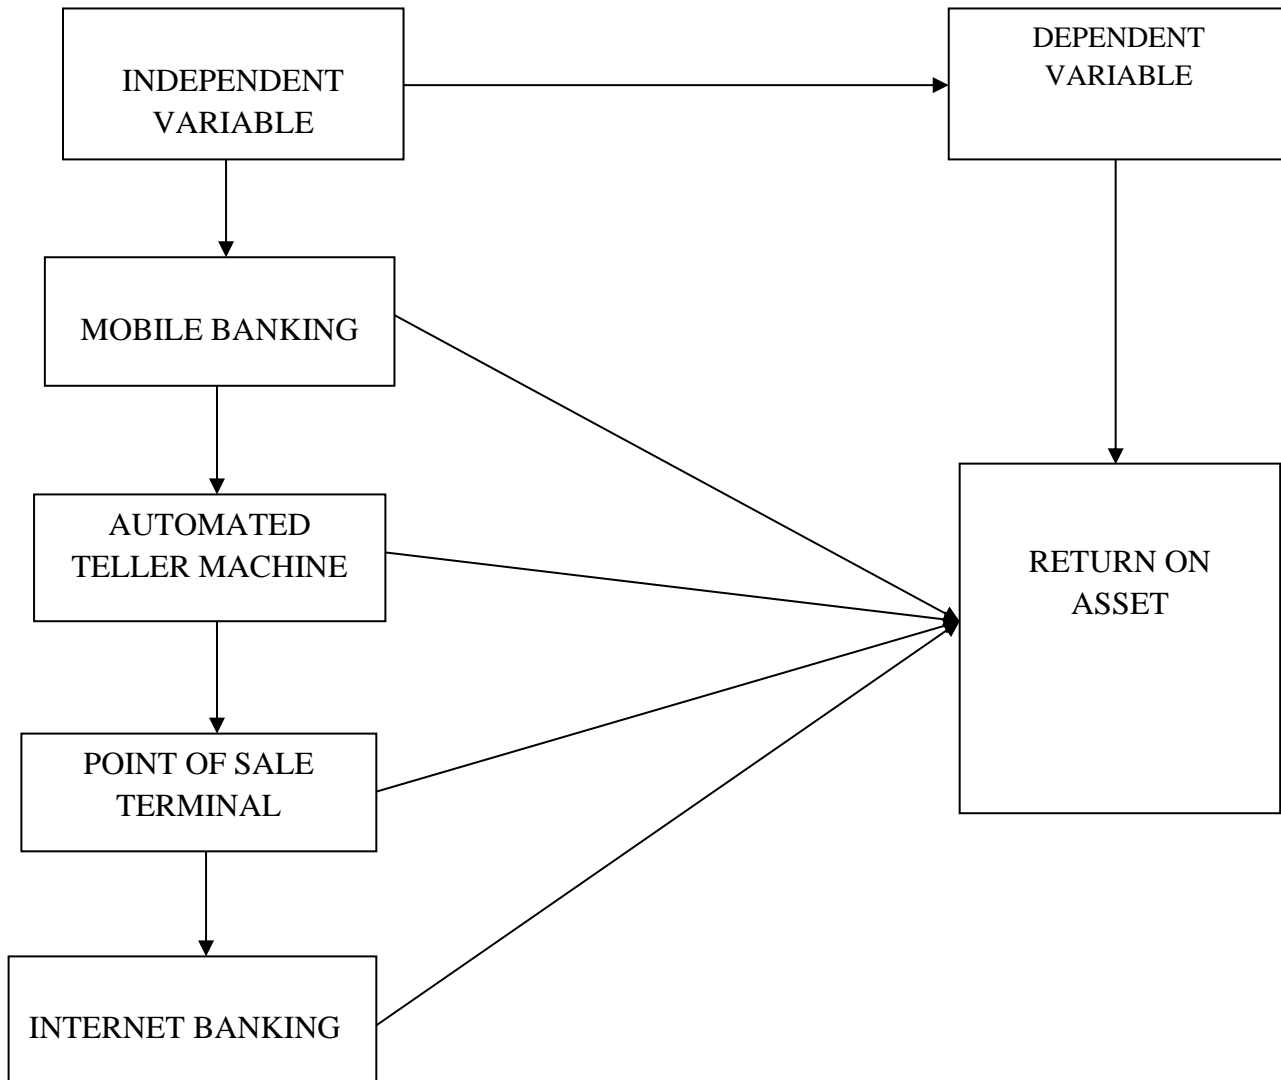 INDEPENDENT
VARIABLE
DEPENDENT
VARIABLE
MOBILE BANKING
AUTOMATED
TELLER MACHINE
RETURN ON
ASSET
POINT OF SALE
TERMINAL
INTERNET BANKING